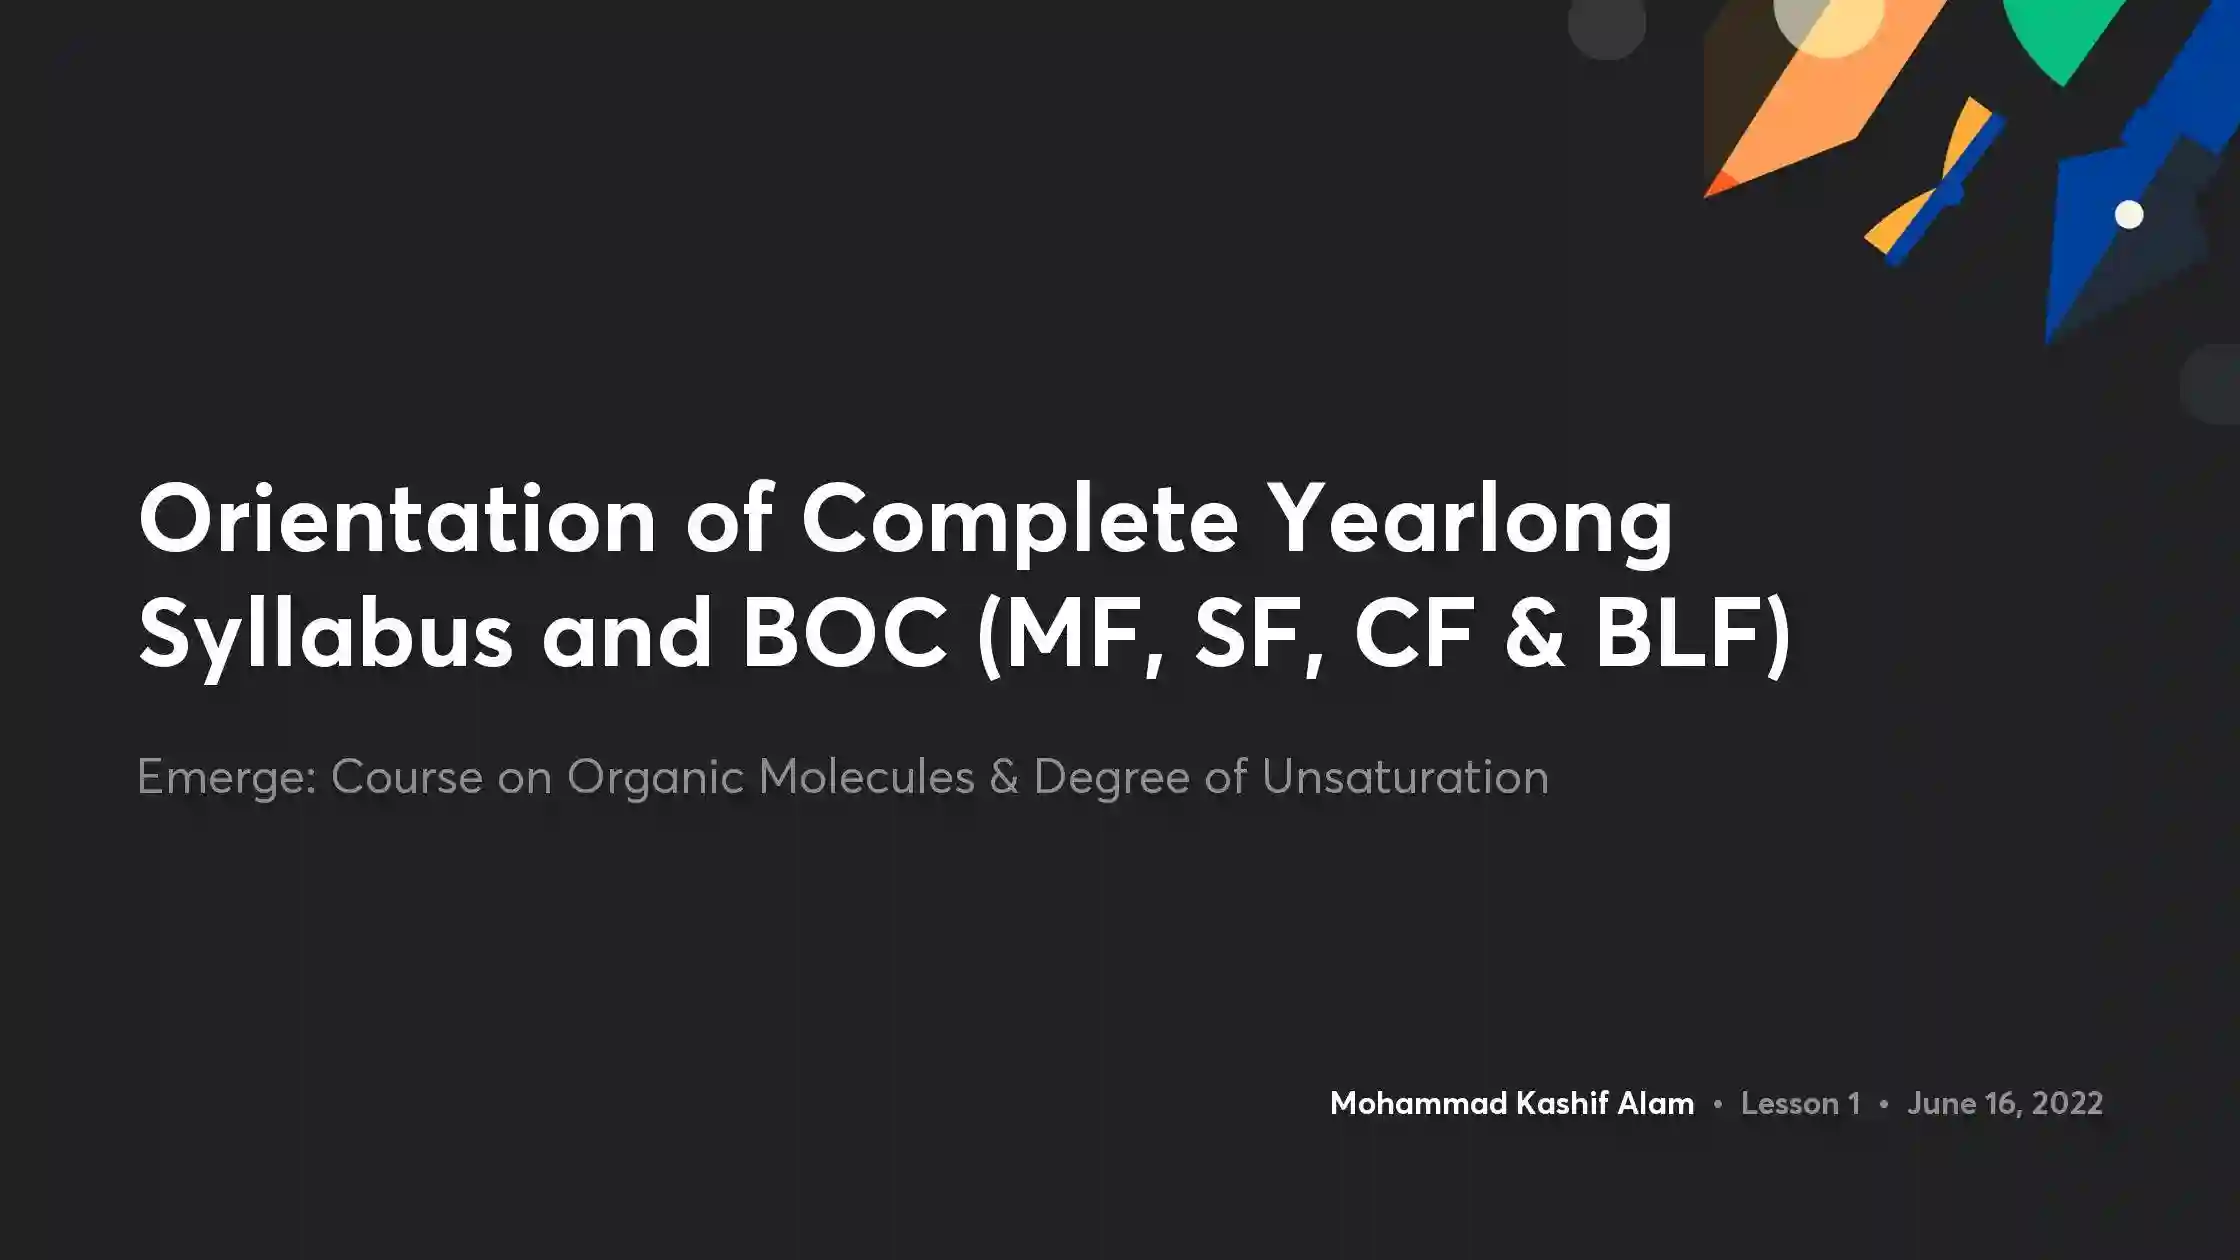 Orientation of Complete Yearlong
Syllabus and BOC (MF, SF, CF & BLF)
Emerge: Course on Organic Molecules & Degree of Unsaturation
Mohammad Kashif Alam • Lesson 1 • June 16, 2022